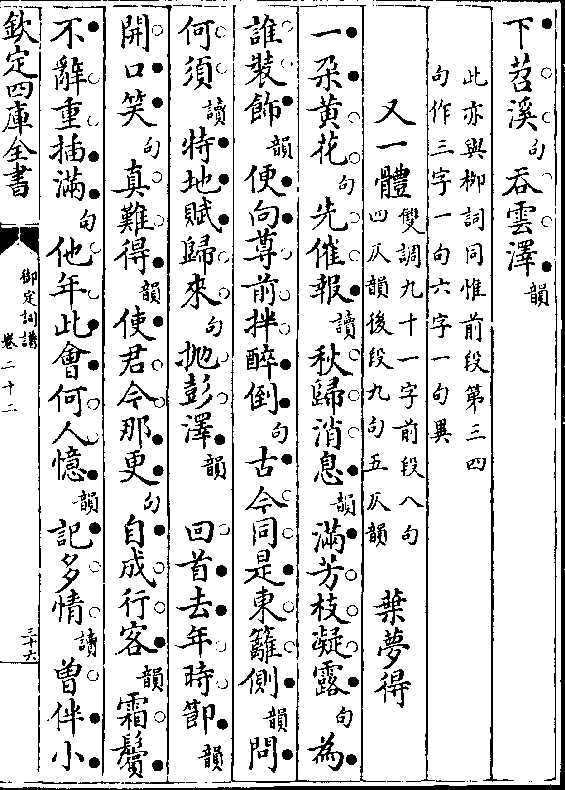 下苕溪句吞雲澤韻
此亦與柳詞同惟前段第三四
句作三字一句六字一句異
又一體雙調九十一字前段八句
四仄韻後段九句五仄韻
葉夢得
一朶黄花句先催報讀秋歸消息韻滿芳枝凝露句為
誰裝飾韻便向尊前拌醉倒句古今同是東籬側韻問
何須讀特地賦歸來句抛彭澤韻 回首去年時節韻
開口笑句真難得韻使君今那更句自成行客韻霜鬢
不辭重插滿句他年此會何人憶韻記多情讀曽伴小
欽定四庫全書
御定詞譜
卷二十二
三十六